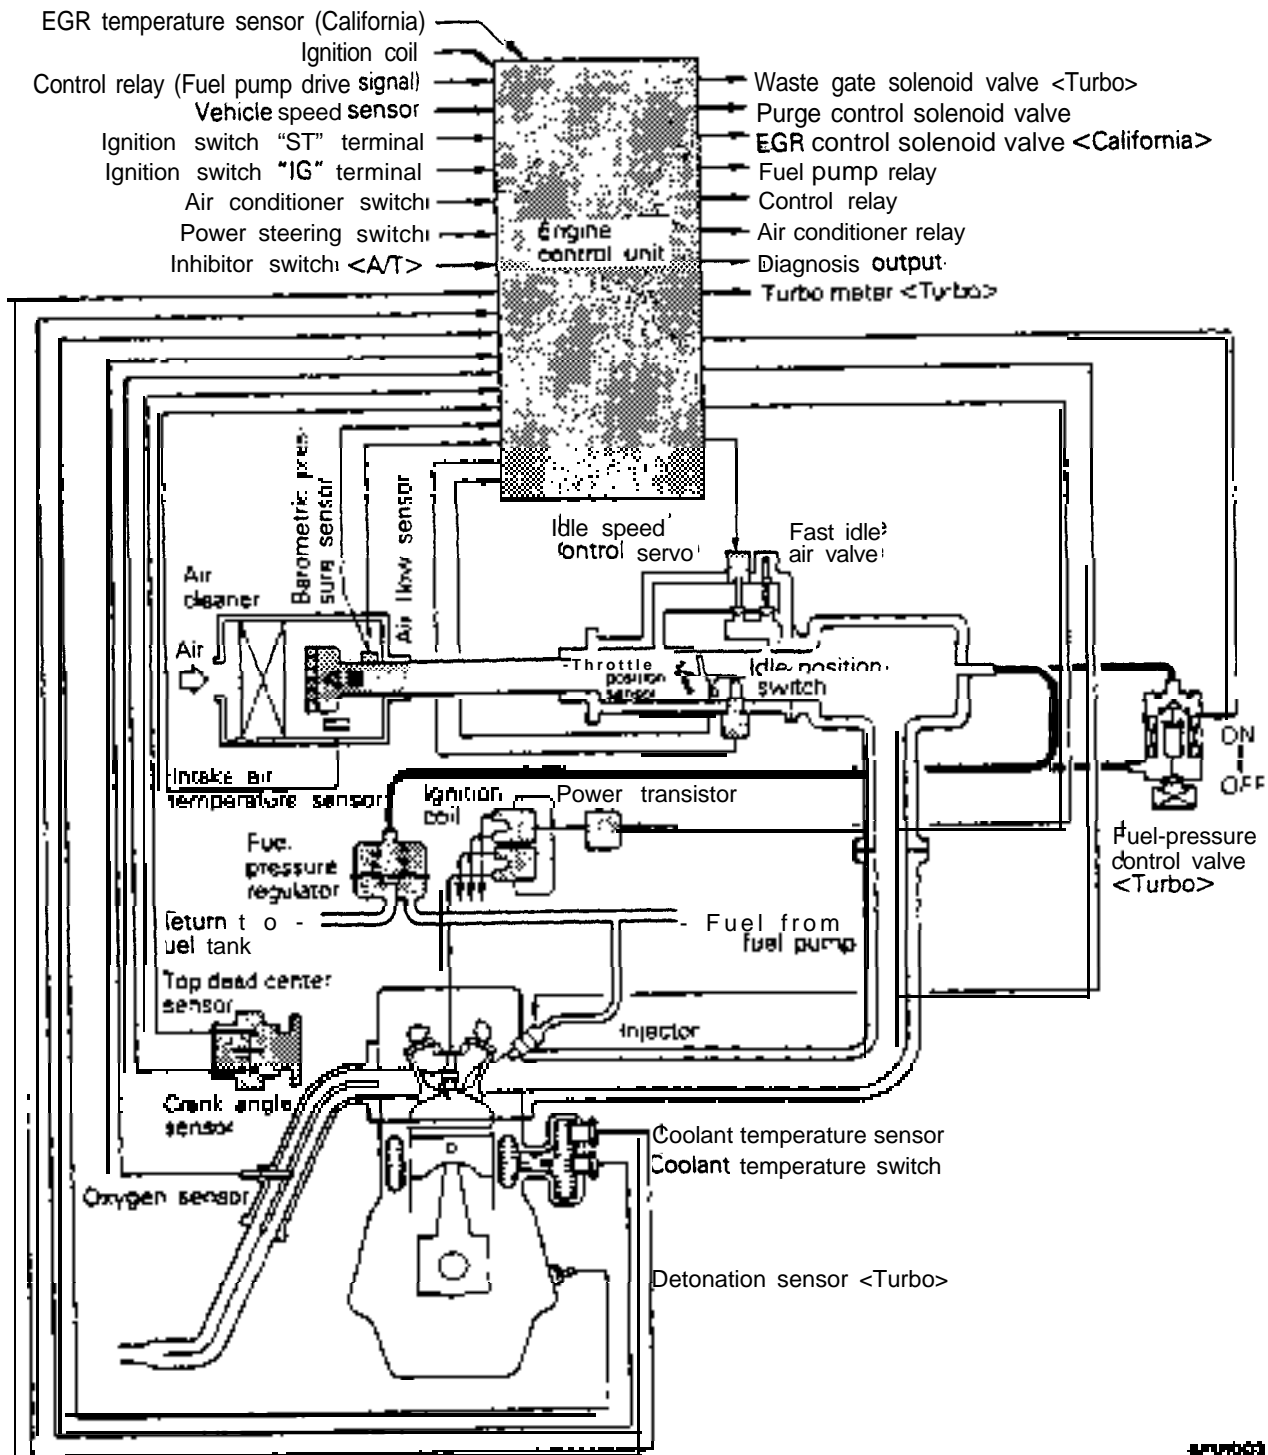 EGR temperature sensor (California)
Ignition coil
Control relay (Fuel pump drive signal)
Vehicle speed sensor
Ignition switch "ST" terminal
Ignition switch "IG" terminal
Air conditioner switch
Power steering switch
Inhibitor switch <A/T>
Engine
control unit
Waste gate solenoid valve <Turbo>
Purge control solenoid valve
EGR control solenoid valve <California>
Fuel pump relay
Control relay
Air conditioner relay
Diagnosis output
Turbo meter <Turbo>
Barometric pres-
sure sensor
Air flow sensor
Idle speed
control servo
Fast idle
air valve
Air
cleaner
Air
Throttle
position
sensor
Idle position
switch
ON
OFF
Intake air
temperature sensor
Ignition
coil
Power transistor
Fuel-pressure
control valve
<Turbo>
Fuel
pressure
regulator
Return to
fuel tank
Fuel from
fuel pump
Top dead center
sensor
Injector
Crank angle
sensor
Coolant temperature sensor
Coolant temperature switch
Oxygen sensor
Detonation sensor <Turbo>